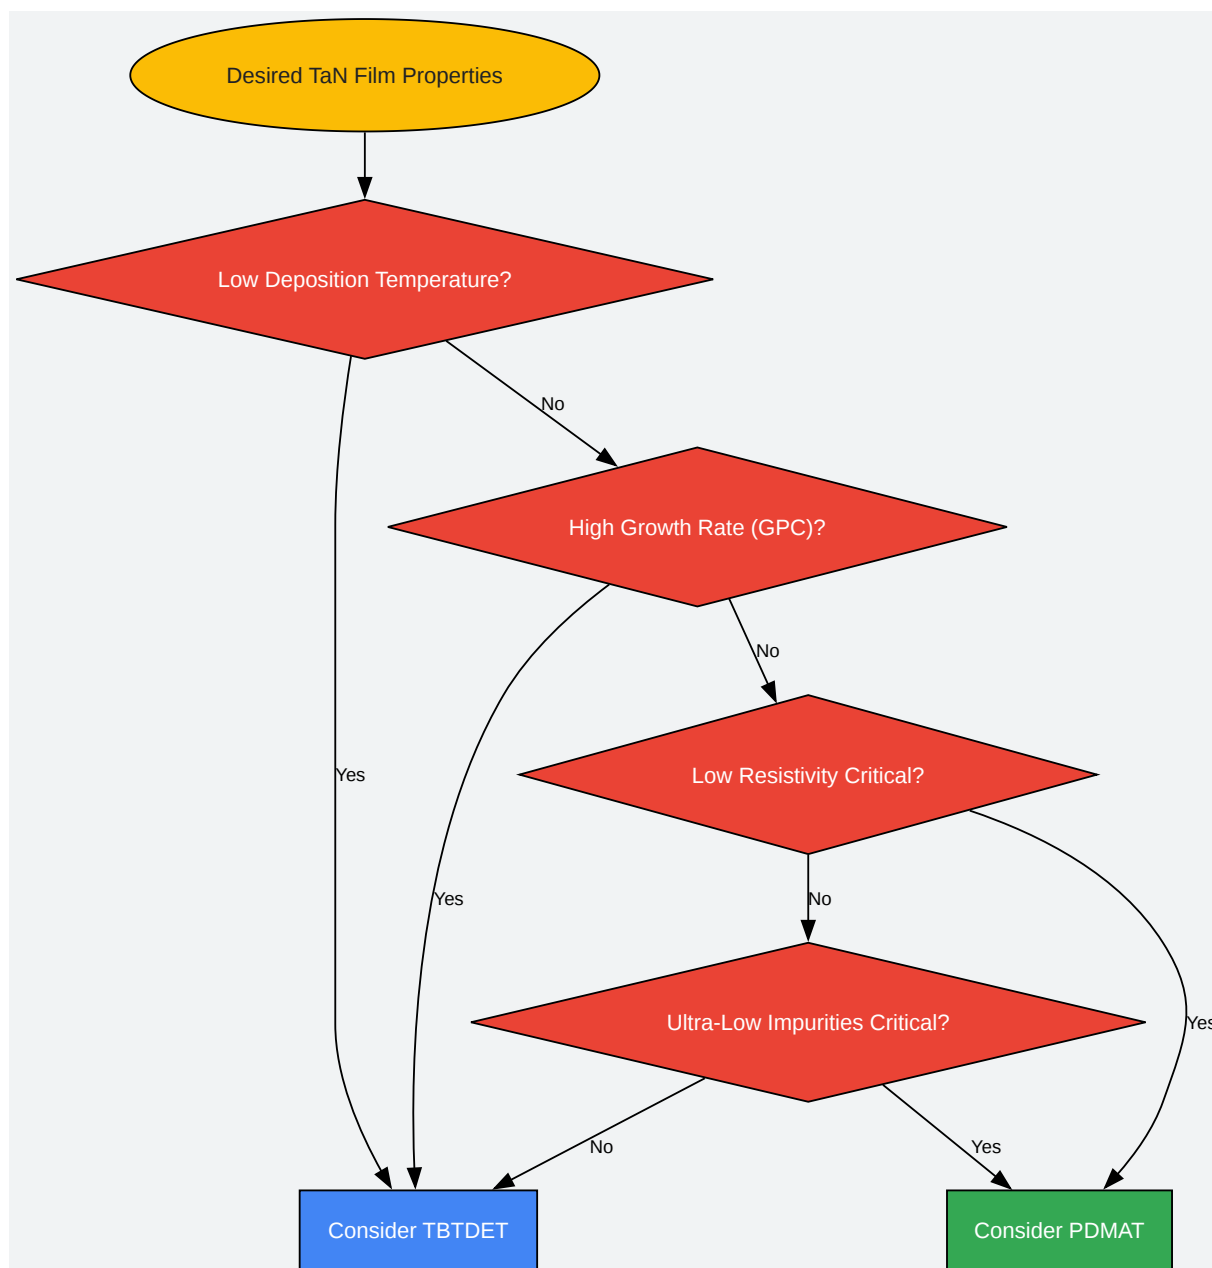 Desired TaN Film Properties
Low Deposition Temperature?
No
High Growth Rate (GPC)?
No
Low Resistivity Critical?
Yes
Yes
No
Ultra-Low Impurities Critical?
Yes
No
Yes
Consider TBTDET
Consider PDMAT